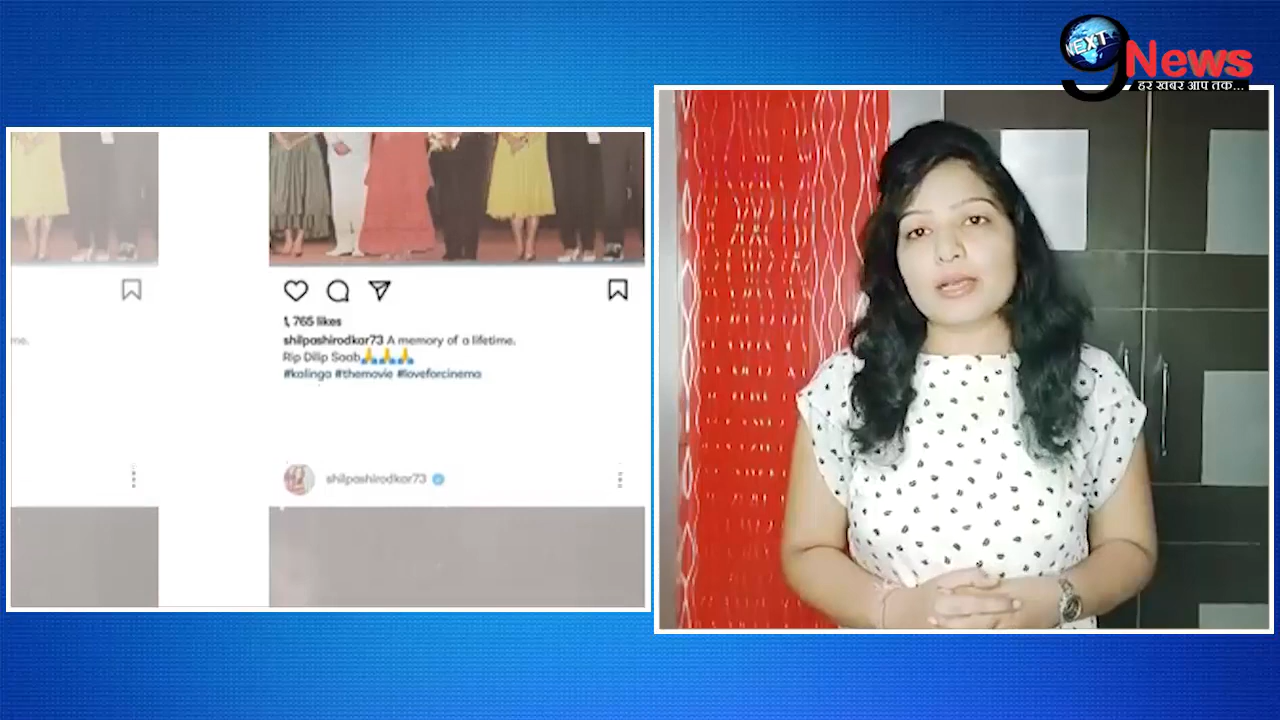 NEXT
9 News
हर खबर आप तक...
me.
1, 765 likes
shilpashirodkar73 A memory of a lifetime.
Rip Dilip Saab🙏🙏🙏
#kalinga #themovie #loveforcinema
shilpashirodkar73